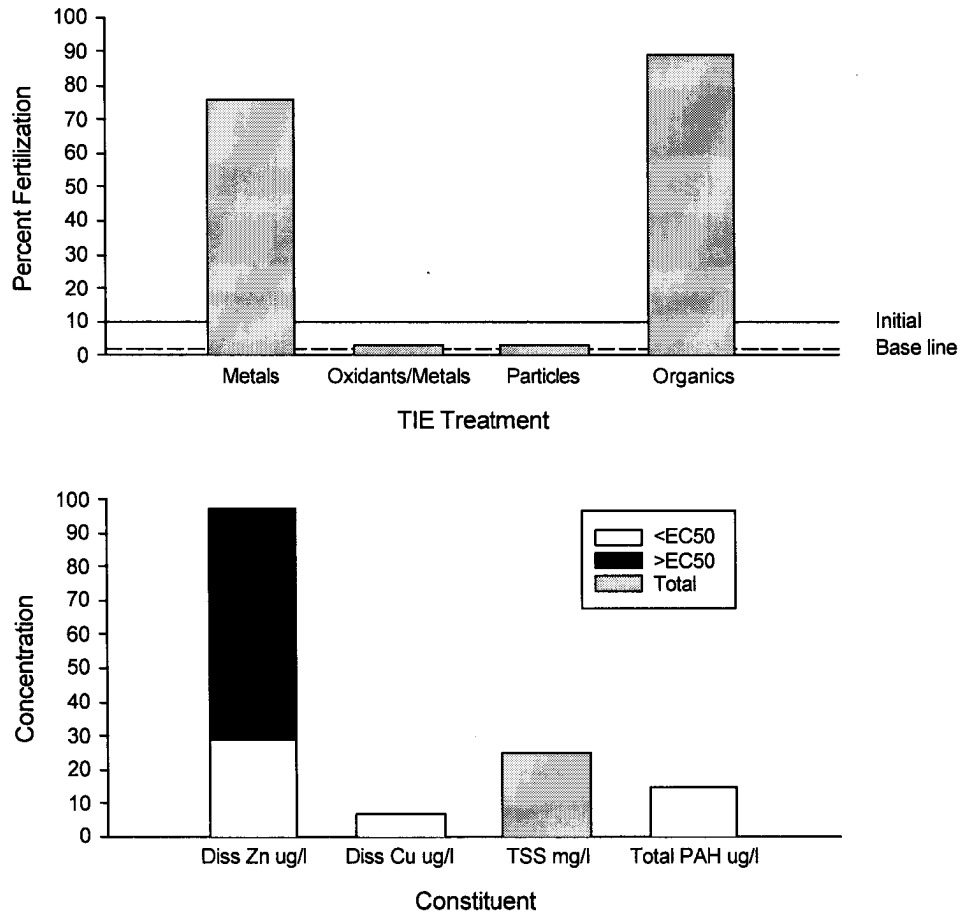 100
90
80
70
60
50
40
30
20
10
0
Percent Fertilization
Initial
Base line
Metals Oxidants/Metals Particles Organics
TIE Treatment
100
90
80
70
60
50
40
30
20
10
0
Concentration
<EC50
>EC50
Total
Diss Zn ug/l Diss Cu ug/l TSS mg/l Total PAH ug/l
Constituent